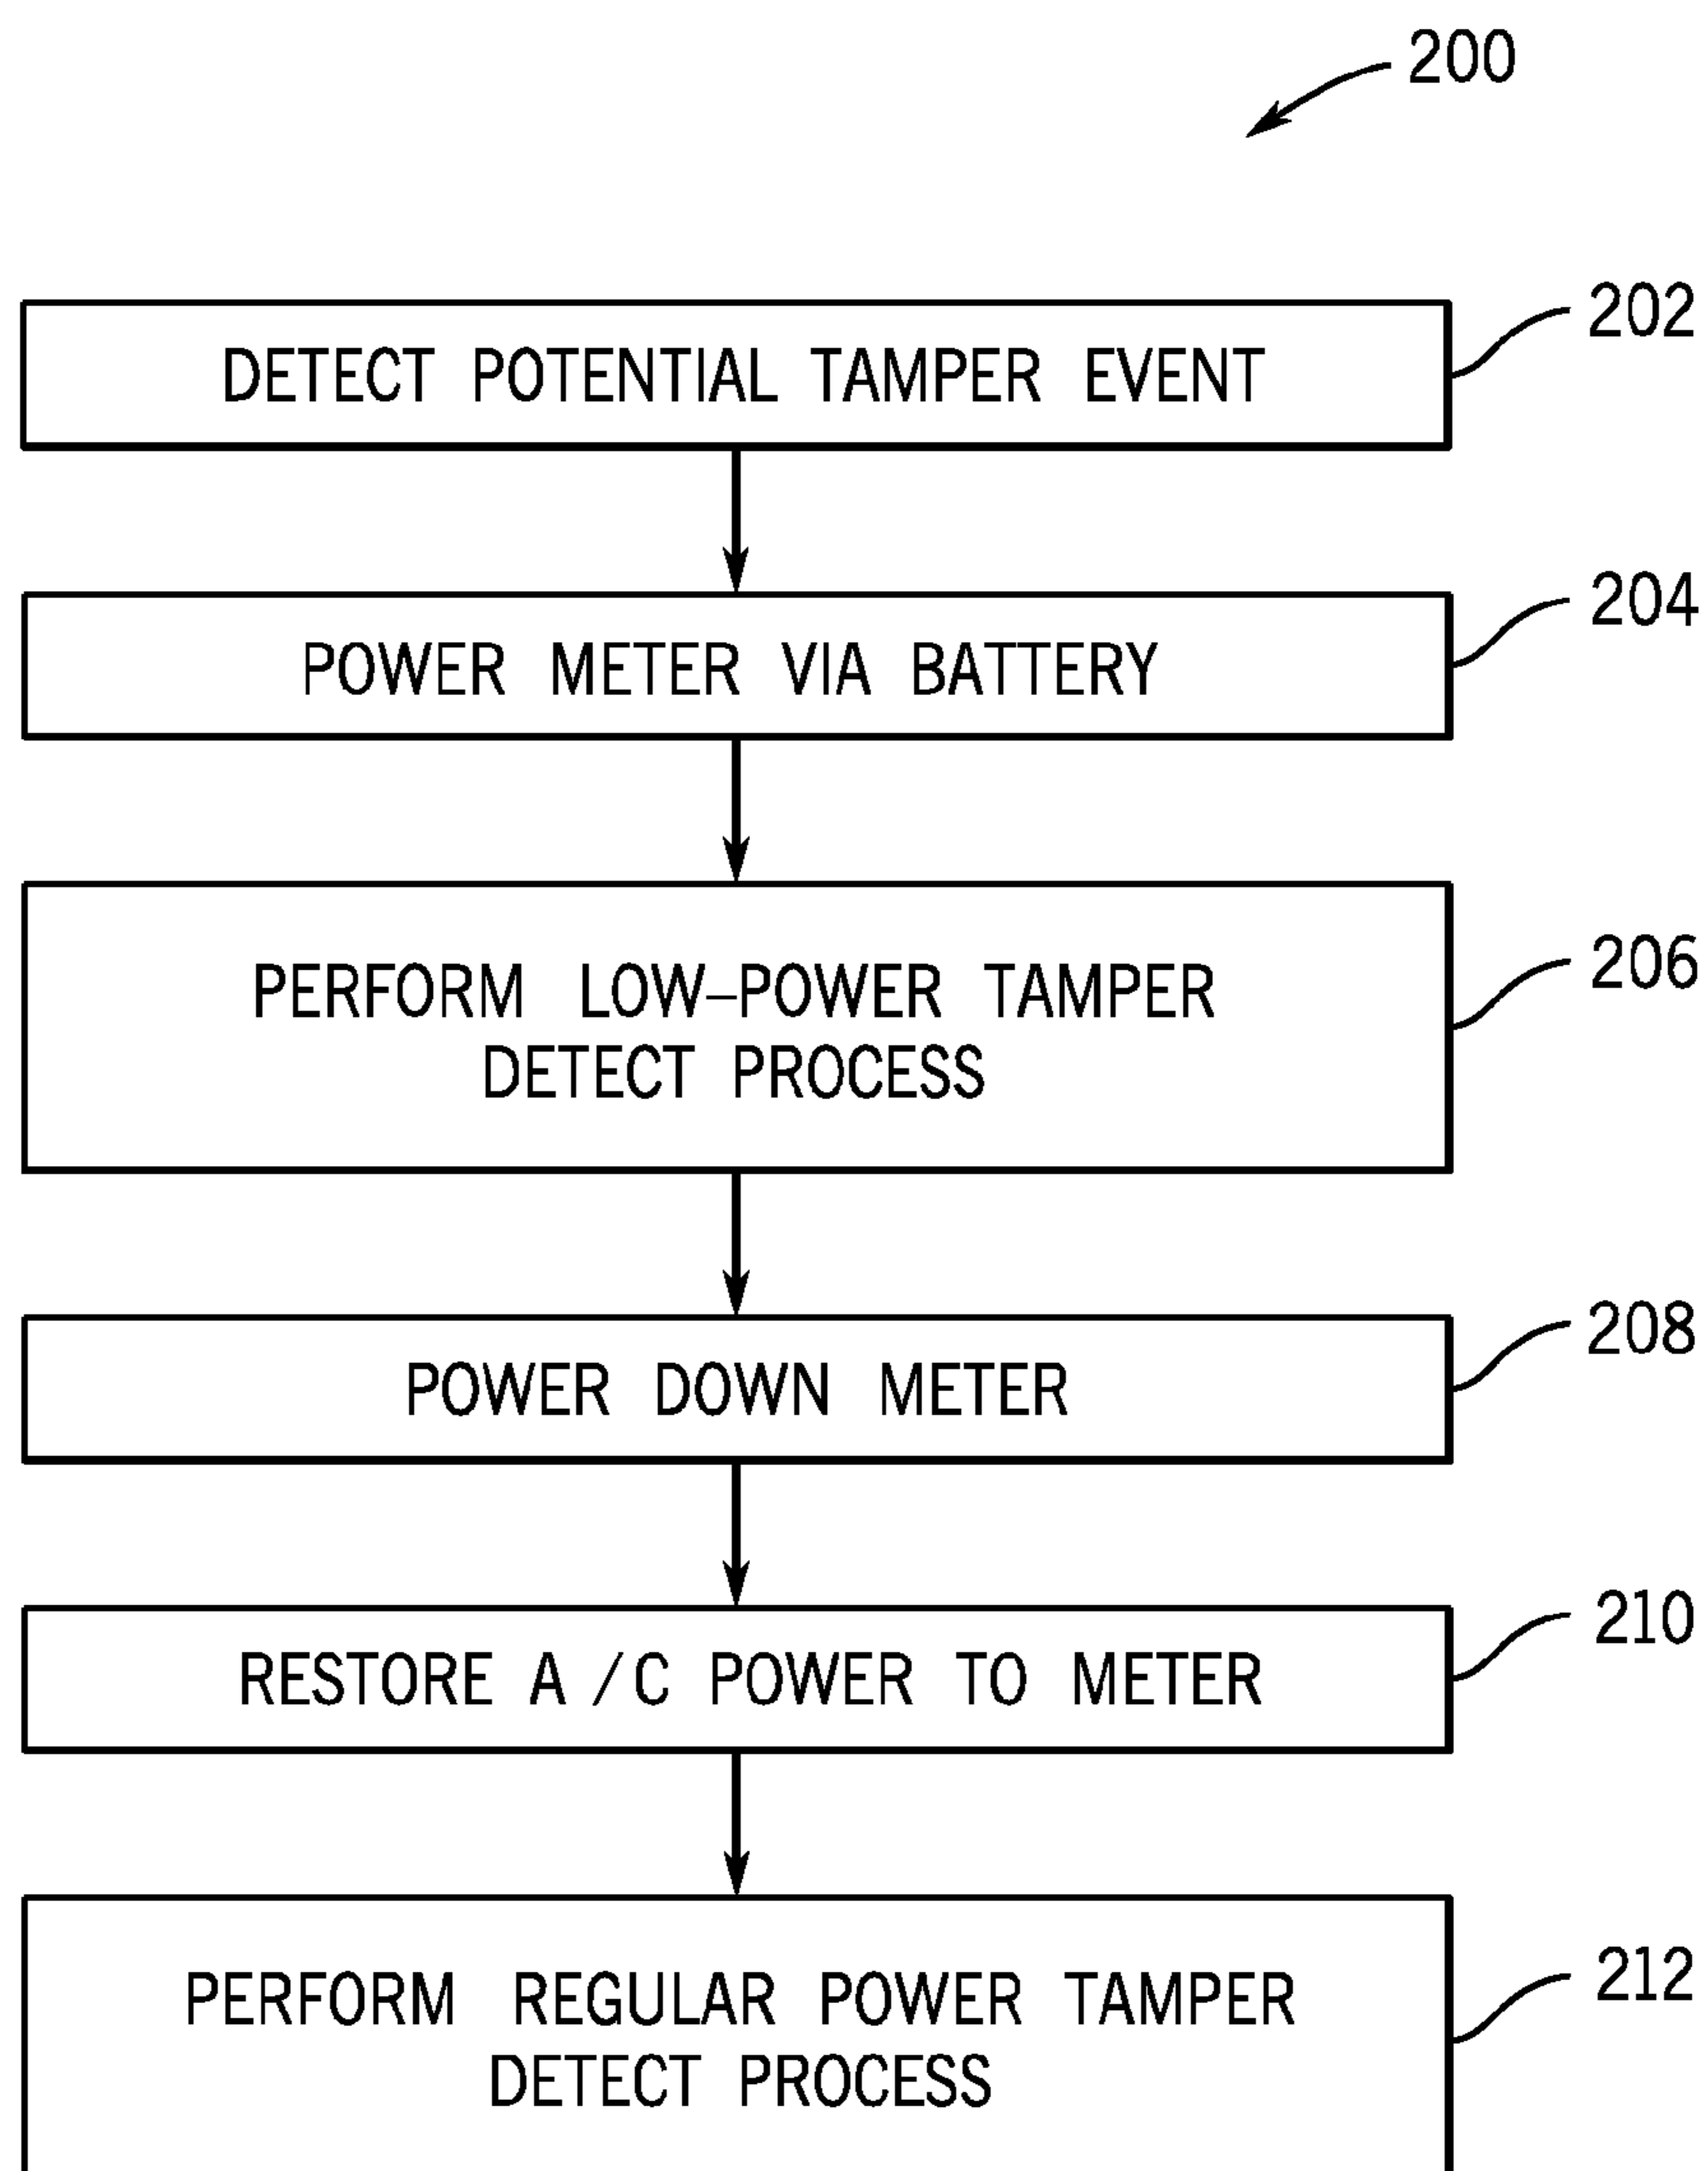 200
DETECT POTENTIAL TAMPER EVENT
202
POWER METER VIA BATTERY
204
PERFORM LOW-POWER TAMPER
DETECT PROCESS
206
POWER DOWN METER
208
RESTORE A/C POWER TO METER
210
PERFORM REGULAR POWER TAMPER
DETECT PROCESS
212